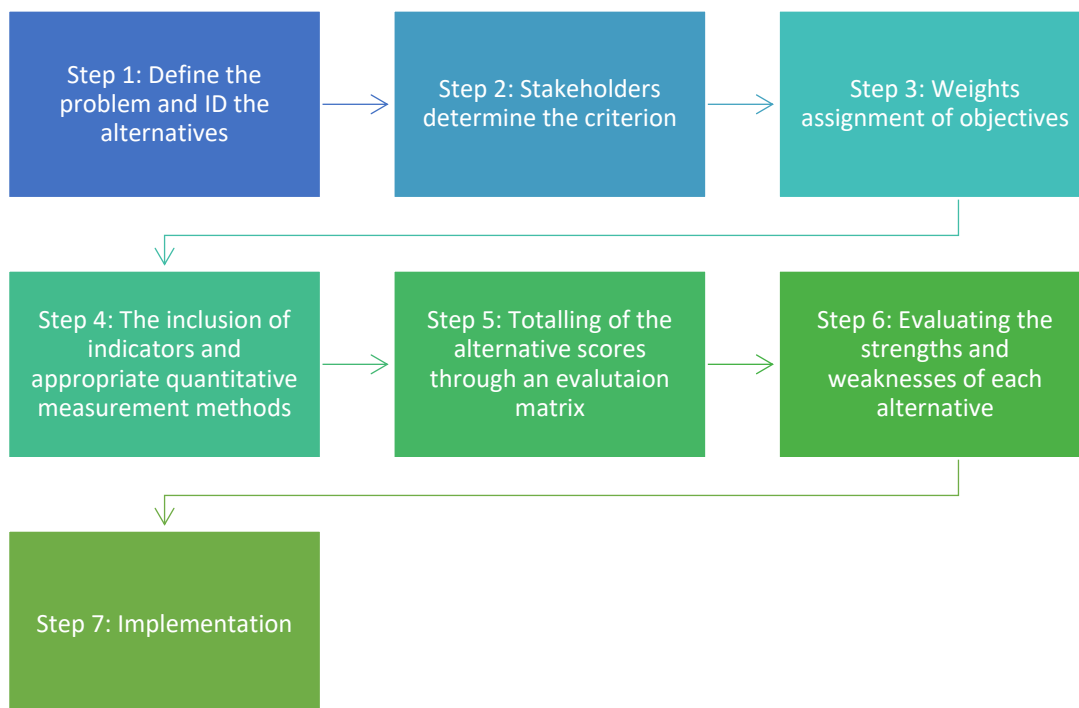 Step 1: Define the
problem and ID the
alternatives
Step 2: Stakeholders
determine the criterion
Step 3: Weights
assignment of objectives
Step 4: The inclusion of
indicators and
appropriate quantitative
measurement methods
Step 5: Totalling of the
alternative scores
through an evalutaion
matrix
Step 6: Evaluating the
strengths and
weaknesses of each
alternative
Step 7: Implementation